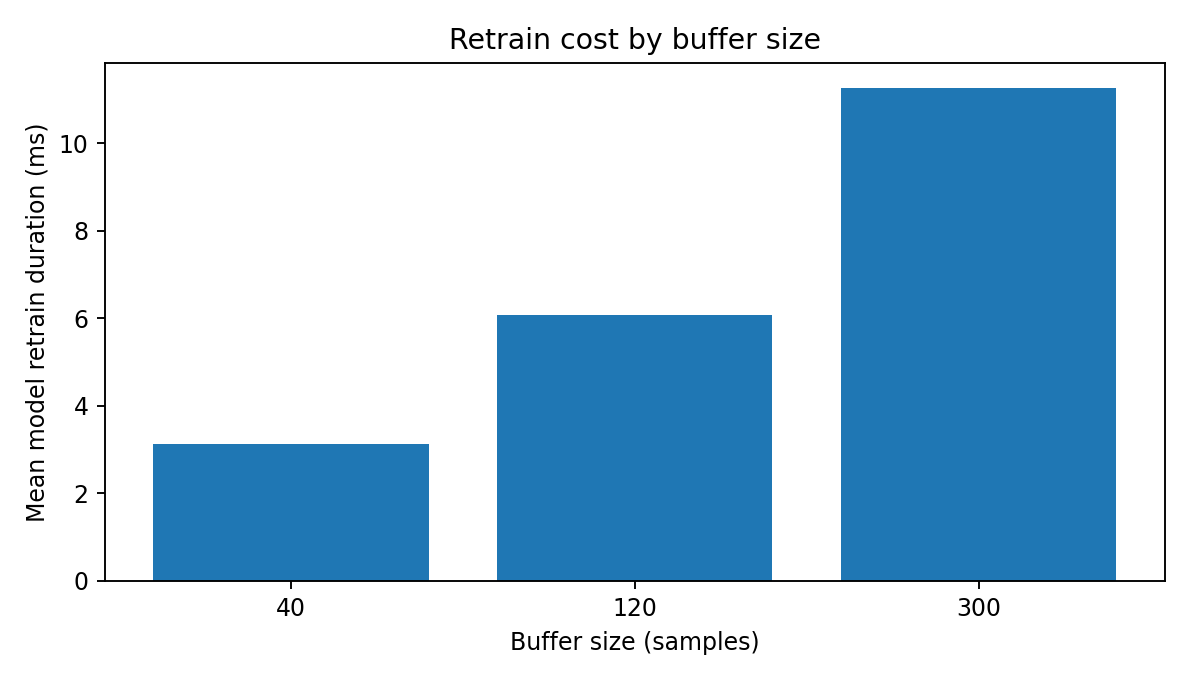 Retrain cost by buffer size
Mean model retrain duration (ms)
10
8
6
4
2
0
40 120 300
Buffer size (samples)